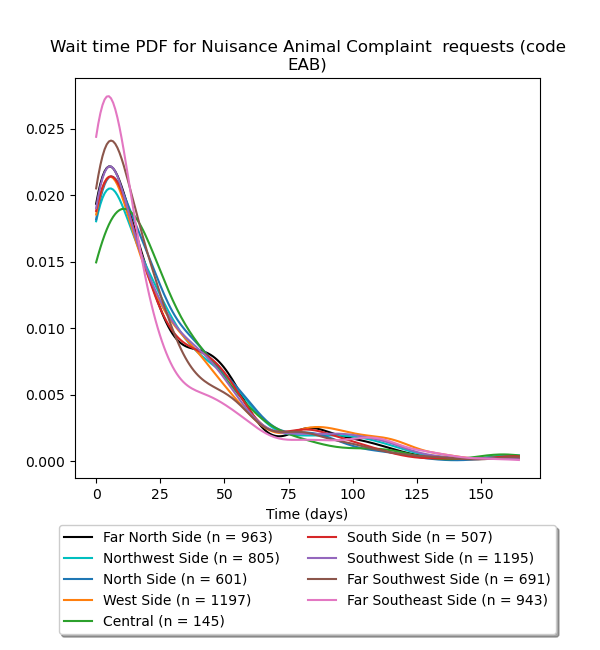 Wait time PDF for Nuisance Animal Complaint  requests (code
EAB)
0.025
0.020
0.015
0.010
0.005
0.000
0
25
50
75
100
125
150
Time (days)
Far North Side (n = 963)
Northwest Side (n = 805)
North Side (n = 601)
West Side (n = 1197)
Central (n = 145)
South Side (n = 507)
Southwest Side (n = 1195)
Far Southwest Side (n = 691)
Far Southeast Side (n = 943)